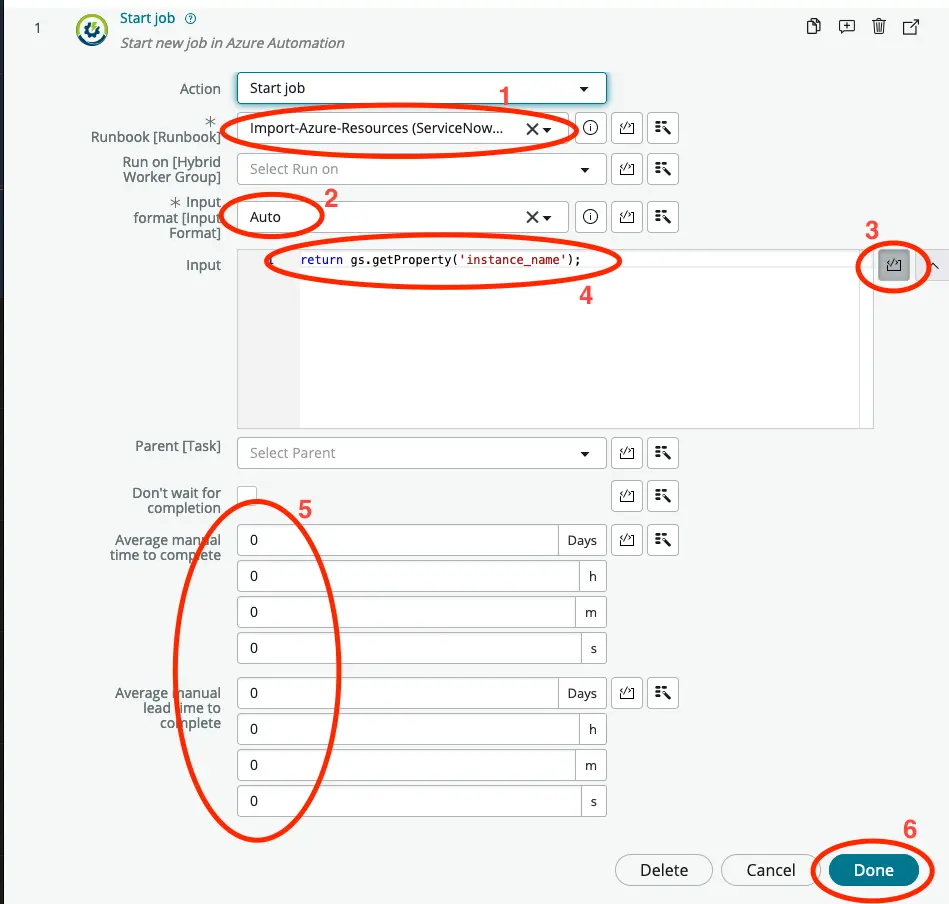 1
Start job
Start new job in Azure Automation
Action
Start job
1
*
Runbook [Runbook]
Import-Azure-Resources (ServiceNow...
Run on [Hybrid
Worker Group]
Select Run on
2
* Input
format [Input
Format]
Auto
3
Input
1 return gs.getProperty('instance_name');
4
Parent [Task]
Select Parent
Don't wait for
completion
5
Average manual
time to complete
0 Days
0 h
0 m
0 s
Average manual
lead time to
complete
0 Days
0 h
0 m
0 s
6
Delete
Cancel
Done